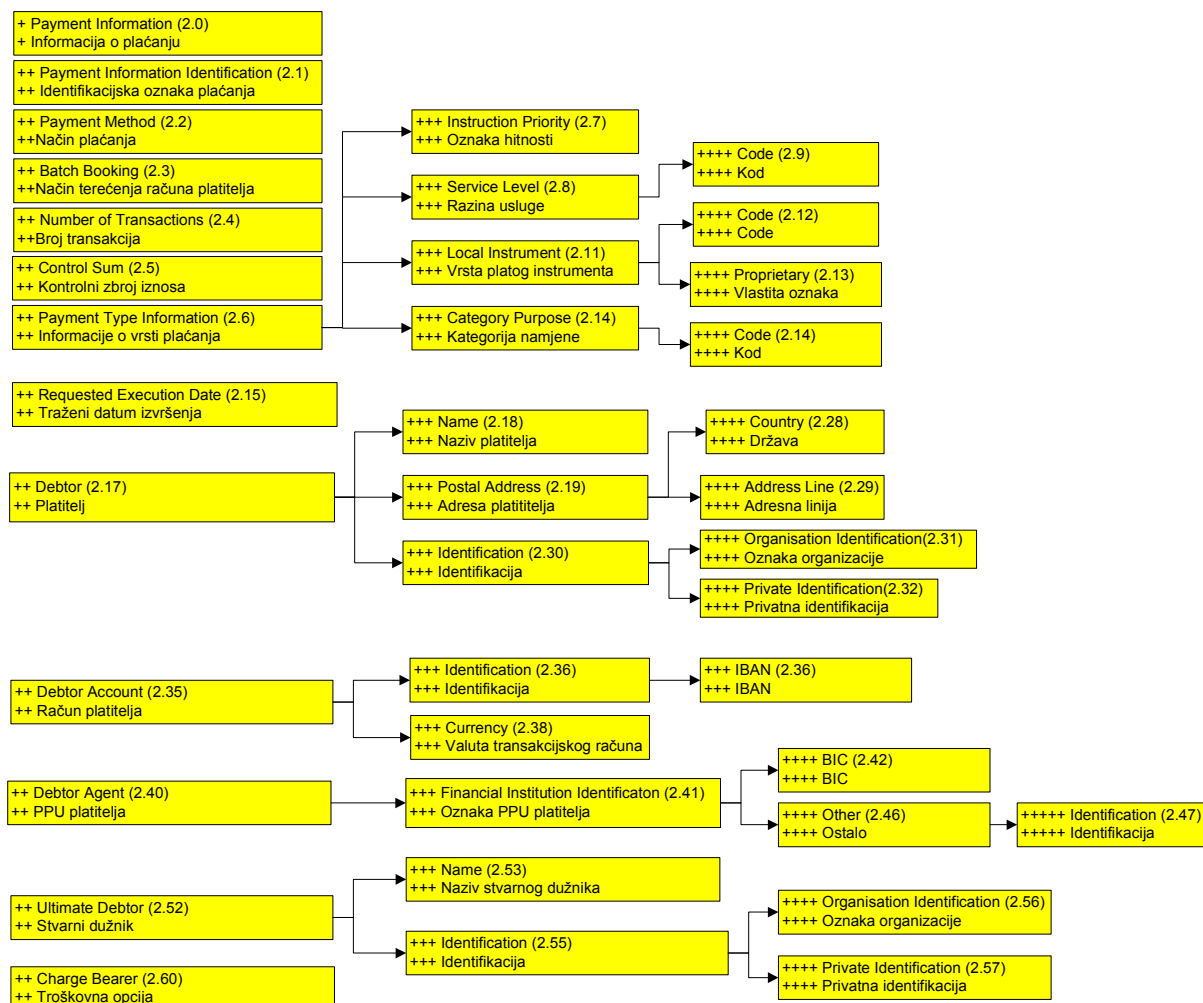 + Payment Information (2.0)
+ Informacija o plaćanju
++ Payment Information Identification (2.1)
++ Identifikacijska oznaka plaćanja
++ Payment Method (2.2)
++Način plaćanja
++ Batch Booking (2.3)
++Način terećenja računa platitelja
++ Number of Transactions (2.4)
++Broj transakcija
++ Control Sum (2.5)
++ Kontrolni zbroj iznosa
++ Payment Type Information (2.6)
++ Informacije o vrsti plaćanja
+++ Instruction Priority (2.7)
+++ Oznaka hitnosti
+++ Service Level (2.8)
+++ Razina usluge
++++ Code (2.9)
++++ Kod
+++ Local Instrument (2.11)
+++ Vrsta platog instrumenta
++++ Code (2.12)
++++ Code
++++ Proprietary (2.13)
++++ Vlastita oznaka
+++ Category Purpose (2.14)
+++ Kategorija namjene
++++ Code (2.14)
++++ Kod
++ Requested Execution Date (2.15)
++ Traženi datum izvršenja
++ Debtor (2.17)
++ Platitelj
+++ Name (2.18)
+++ Naziv platitelja
+++ Postal Address (2.19)
+++ Adresa platititelja
++++ Country (2.28)
++++ Država
++++ Address Line (2.29)
++++ Adresna linija
+++ Identification (2.30)
+++ Identifikacija
++++ Organisation Identification(2.31)
++++ Oznaka organizacije
++++ Private Identification(2.32)
++++ Privatna identifikacija
++ Debtor Account (2.35)
++ Račun platitelja
+++ Identification (2.36)
+++ Identifikacija
+++ IBAN (2.36)
+++ IBAN
+++ Currency (2.38)
+++ Valuta transakcijskog računa
++ Debtor Agent (2.40)
++ PPU platitelja
+++ Financial Institution Identificaton (2.41)
+++ Oznaka PPU platitelja
++++ BIC (2.42)
++++ BIC
++++ Other (2.46)
++++ Ostalo
+++++ Identification (2.47)
+++++ Identifikacija
++ Ultimate Debtor (2.52)
++ Stvarni dužnik
+++ Name (2.53)
+++ Naziv stvarnog dužnika
+++ Identification (2.55)
+++ Identifikacija
++++ Organisation Identification (2.56)
++++ Oznaka organizacije
++++ Private Identification (2.57)
++++ Privatna identifikacija
++ Charge Bearer (2.60)
++ Troškovna opcija